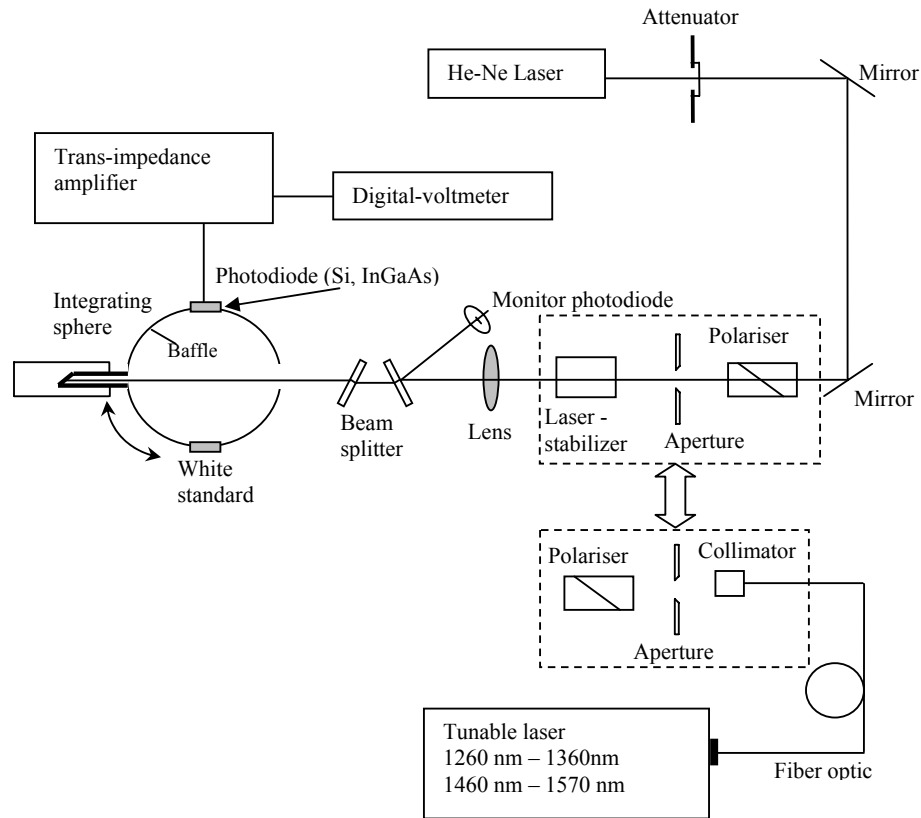 Attenuator
He-Ne Laser
Mirror
Trans-impedance
amplifier
Digital-voltmeter
Photodiode (Si, InGaAs)
Integrating
sphere
Baffle
Monitor photodiode
Polariser
Beam
splitter
Lens
Laser -
stabilizer
Aperture
Mirror
White
standard
Polariser
Collimator
Aperture
Tunable laser
1260 nm – 1360nm
1460 nm – 1570 nm
Fiber optic